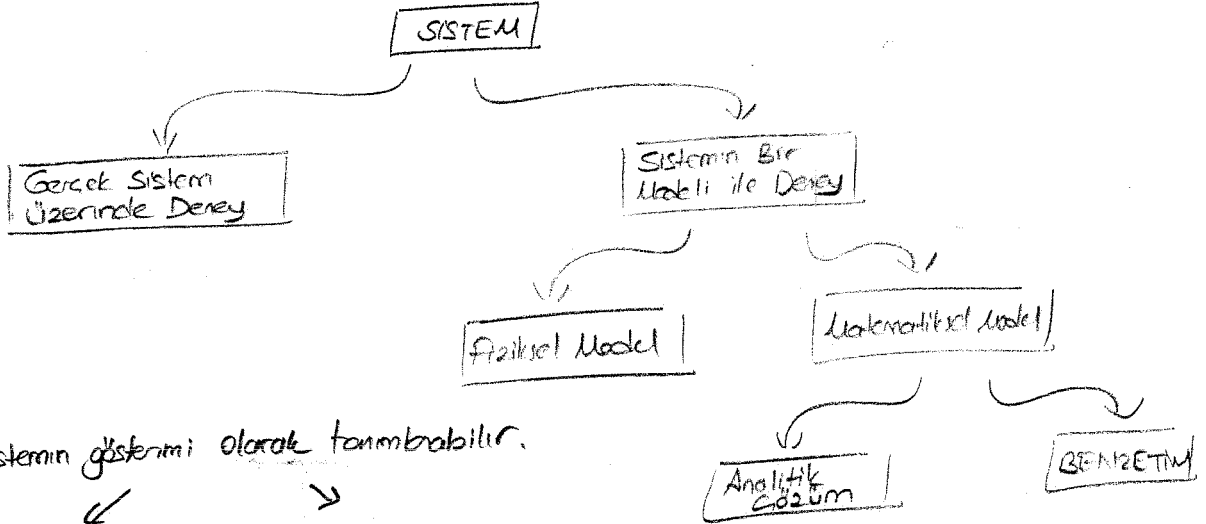 SISTEM
Gerçek Sistem
Üzerinde Deney
Sistemin Bir
Modeli ile Deney
Fiziksel Model
Matematiksel Model
stemin gösterimi olarak tanımlanabilir.
Analitik
Çözüm
BENZETİM